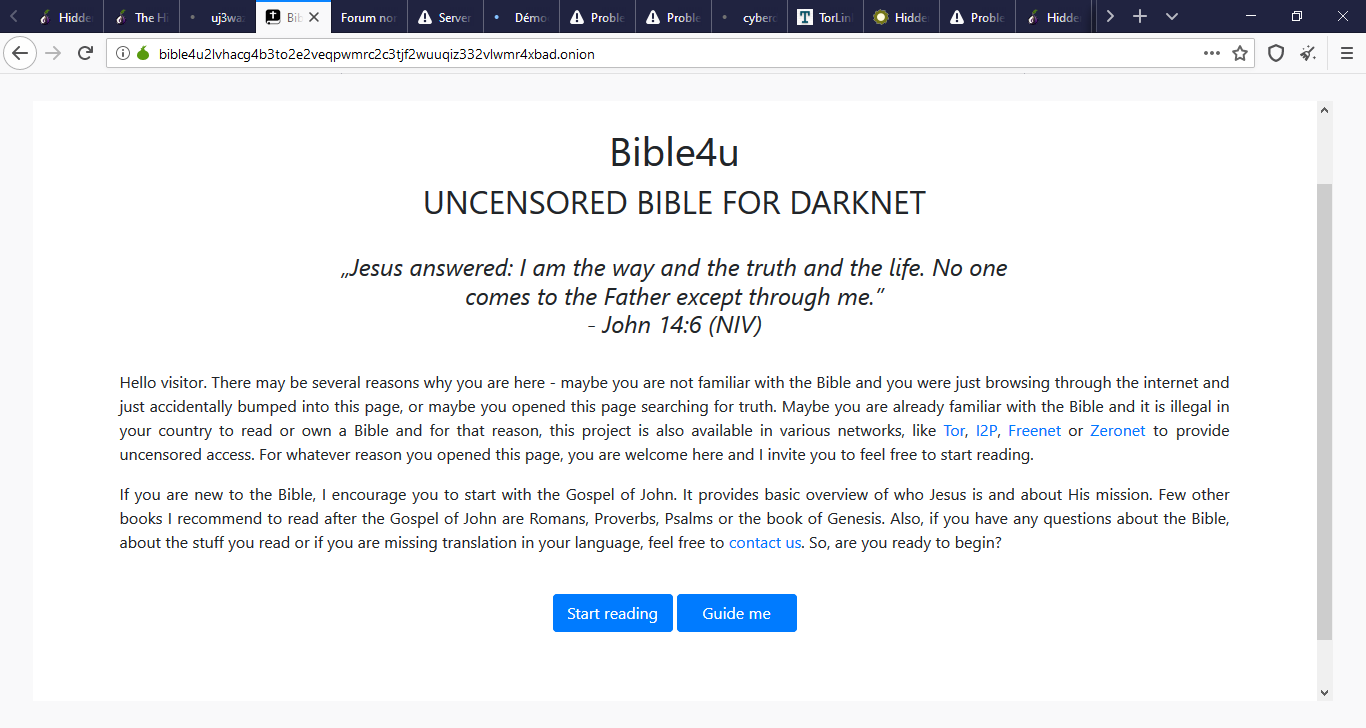 Hidde The Hi uj3wa Bib Forum no Server Démo Proble Proble cyberc TorLin Hidde Proble Hidde
bible4u2lvhacg4b3to2e2veqpwmrc2c3tjf2wuuqiz332vlwmr4xbad.onion
Bible4u
UNCENSORED BIBLE FOR DARKNET
„Jesus answered: I am the way and the truth and the life. No one
comes to the Father except through me.”
- John 14:6 (NIV)
Hello visitor. There may be several reasons why you are here - maybe you are not familiar with the Bible and you were just browsing through the internet and
just accidentally bumped into this page, or maybe you opened this page searching for truth. Maybe you are already familiar with the Bible and it is illegal in
your country to read or own a Bible and for that reason, this project is also available in various networks, like Tor, I2P, Freenet or Zeronet to provide
uncensored access. For whatever reason you opened this page, you are welcome here and I invite you to feel free to start reading.
If you are new to the Bible, I encourage you to start with the Gospel of John. It provides basic overview of who Jesus is and about His mission. Few other
books I recommend to read after the Gospel of John are Romans, Proverbs, Psalms or the book of Genesis. Also, if you have any questions about the Bible,
about the stuff you read or if you are missing translation in your language, feel free to contact us. So, are you ready to begin?
Start reading Guide me